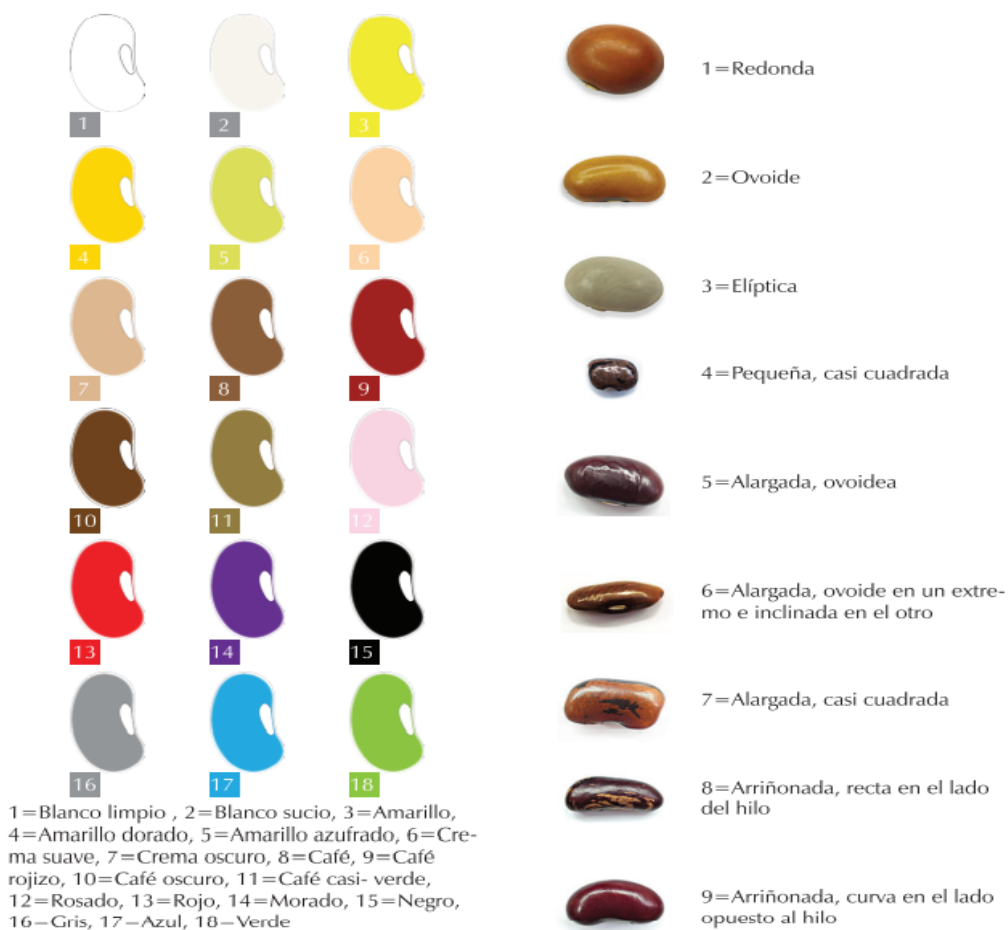 1
2
3
4
5
6
7
8
9
10
11
12
13
14
15
16
17
18
1=Blanco limpio , 2=Blanco sucio, 3=Amarillo,
4=Amarillo dorado, 5=Amarillo azufrado, 6=Cre-
ma suave, 7=Crema oscuro, 8=Café, 9=Café
rojizo, 10=Café oscuro, 11=Café casi- verde,
12=Rosado, 13=Rojo, 14=Morado, 15=Negro,
16=Gris, 17=Azul, 18=Verde
1=Redonda
2=Ovoide
3=Elíptica
4=Pequeña, casi cuadrada
5=Alargada, ovoidea
6=Alargada, ovoide en un extre-
mo e inclinada en el otro
7=Alargada, casi cuadrada
8=Arriñonada, recta en el lado
del hilo
9=Arriñonada, curva en el lado
opuesto al hilo